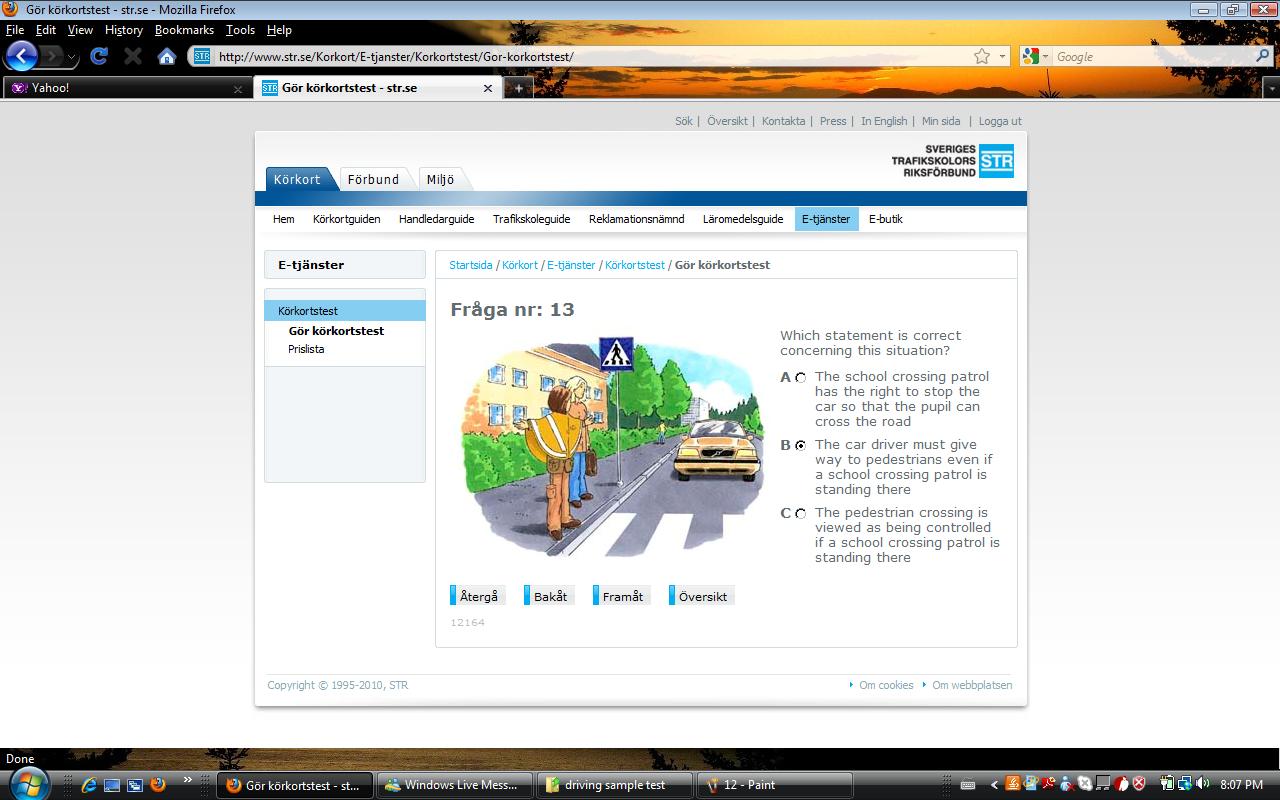 Gör körkortstest - str.se - Mozilla Firefox
File Edit View History Bookmarks Tools Help
http://www.str.se/Korkort/E-tjanster/Korkortstest/Gor-korkortstest/
Google
Yahoo!
STR Gör körkortstest - str.se
Sök | Översikt | Kontakta | Press | In English | Min sida | Logga ut
SVERIGES
TRAFIKSKOLORS
RIKSFÖRBUND
STR
Körkort Förbund Miljö
Hem Körkortguiden Handledarguide Trafikskoleguide Reklamationsnämnd Läromedelsguide E-tjänster E-butik
E-tjänster
Körkortstest
Gör körkortstest
Prislista
Startsida / Körkort / E-tjänster / Körkortstest / Gör körkortstest
Fråga nr: 13
Which statement is correct
concerning this situation?
A The school crossing patrol
has the right to stop the
car so that the pupil can
cross the road
B The car driver must give
way to pedestrians even if
a school crossing patrol is
standing there
C The pedestrian crossing is
viewed as being controlled
if a school crossing patrol is
standing there
Återgå Bakåt Framåt Översikt
12164
Copyright © 1995-2010, STR
Om cookies Om webbplatsen
Done
Gör körkortstest - st... Windows Live Mess... driving sample test 12 - Paint
8:07 PM